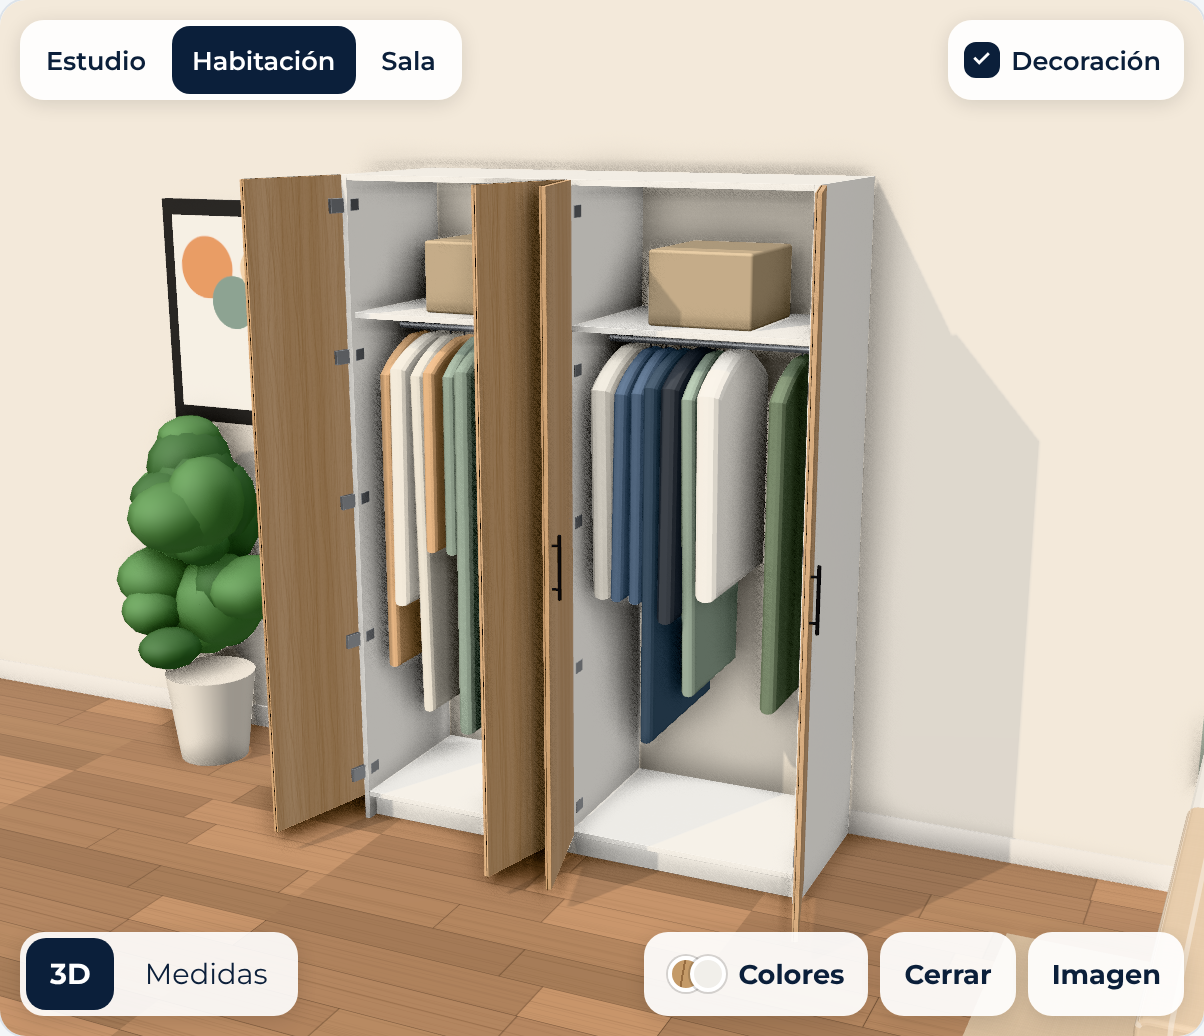 Estudio
Habitación
Sala
Decoración
3D
Medidas
Colores
Cerrar
Imagen